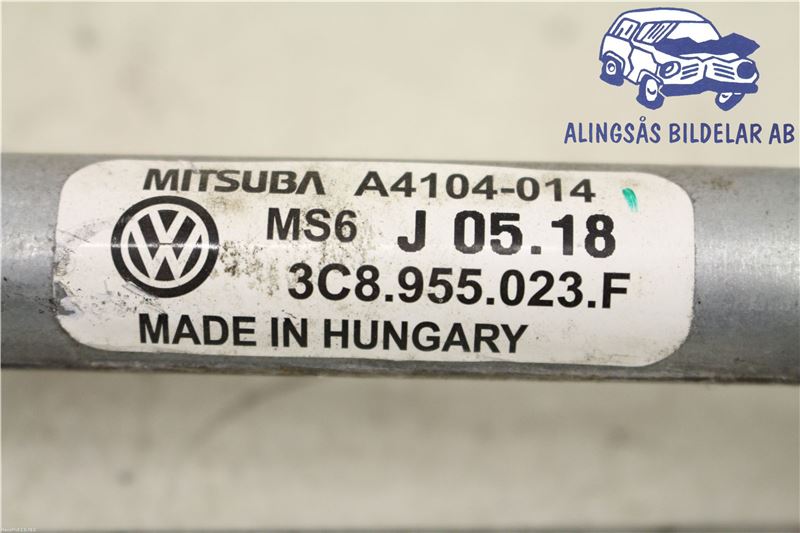 ALINGSÅS BILDELAR AB
MITSUBA A4104-014
MS6 J 05.18
3C8.955.023.F
MADE IN HUNGARY